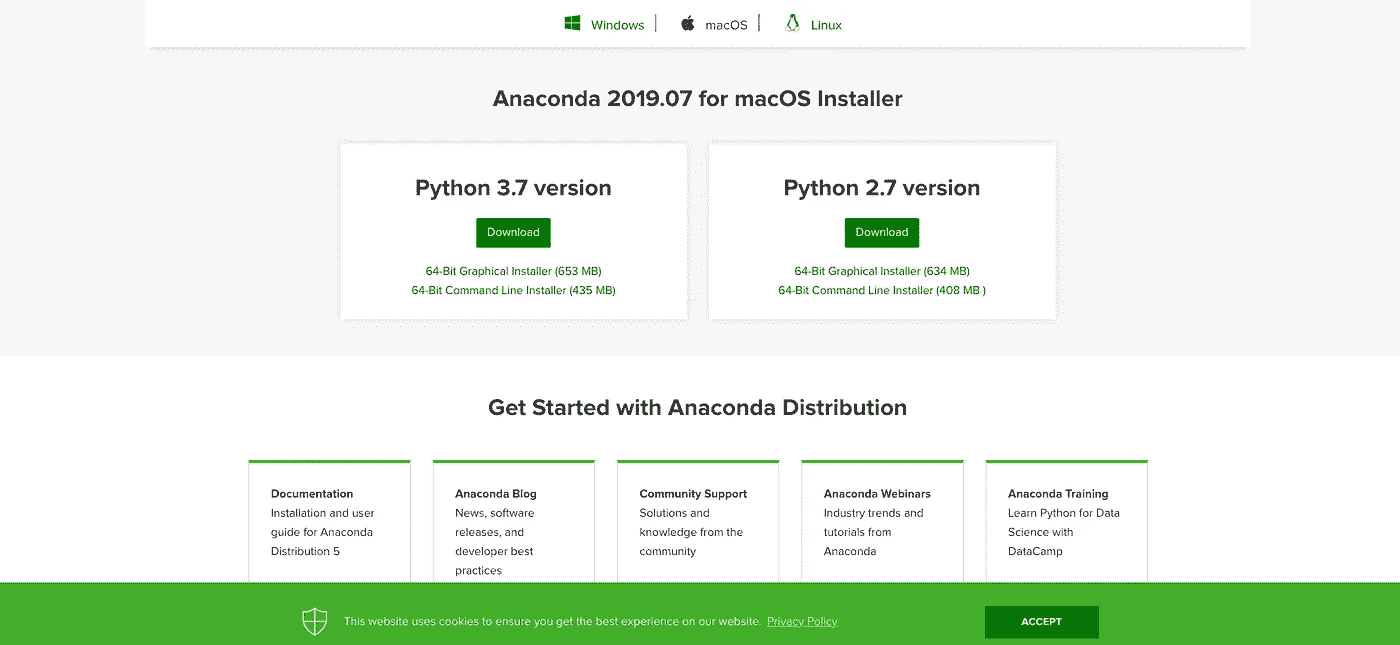 Windows macOS Linux
Anaconda 2019.07 for macOS Installer
Python 3.7 version
Download
64-Bit Graphical Installer (653 MB)
64-Bit Command Line Installer (435 MB)
Python 2.7 version
Download
64-Bit Graphical Installer (634 MB)
64-Bit Command Line Installer (408 MB )
Get Started with Anaconda Distribution
Documentation
Installation and user
guide for Anaconda
Distribution 5
Anaconda Blog
News, software
releases, and
developer best
practices
Community Support
Solutions and
knowledge from the
community
Anaconda Webinars
Industry trends and
tutorials from
Anaconda
Anaconda Training
Learn Python for Data
Science with
DataCamp
This website uses cookies to ensure you get the best experience on our website. Privacy Policy
ACCEPT